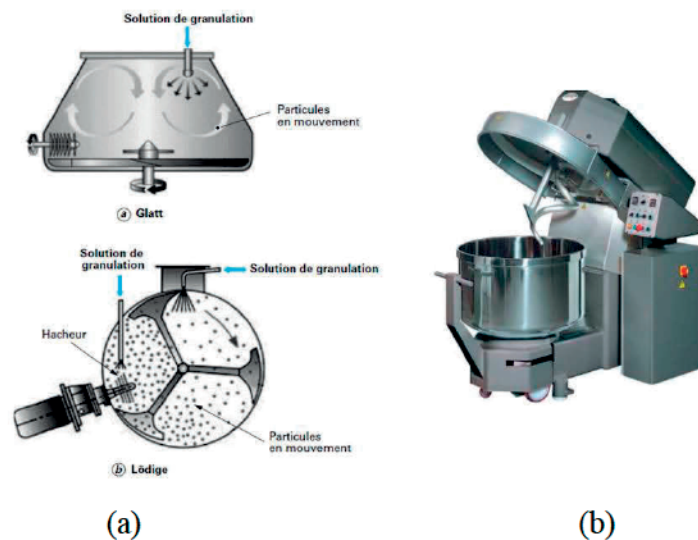 Solution de granulation
Particules
en mouvement
a Glatt
Solution de
granulation
Solution de granulation
Hacheur
Particules
en mouvement
b Lödige
(a)
(b)